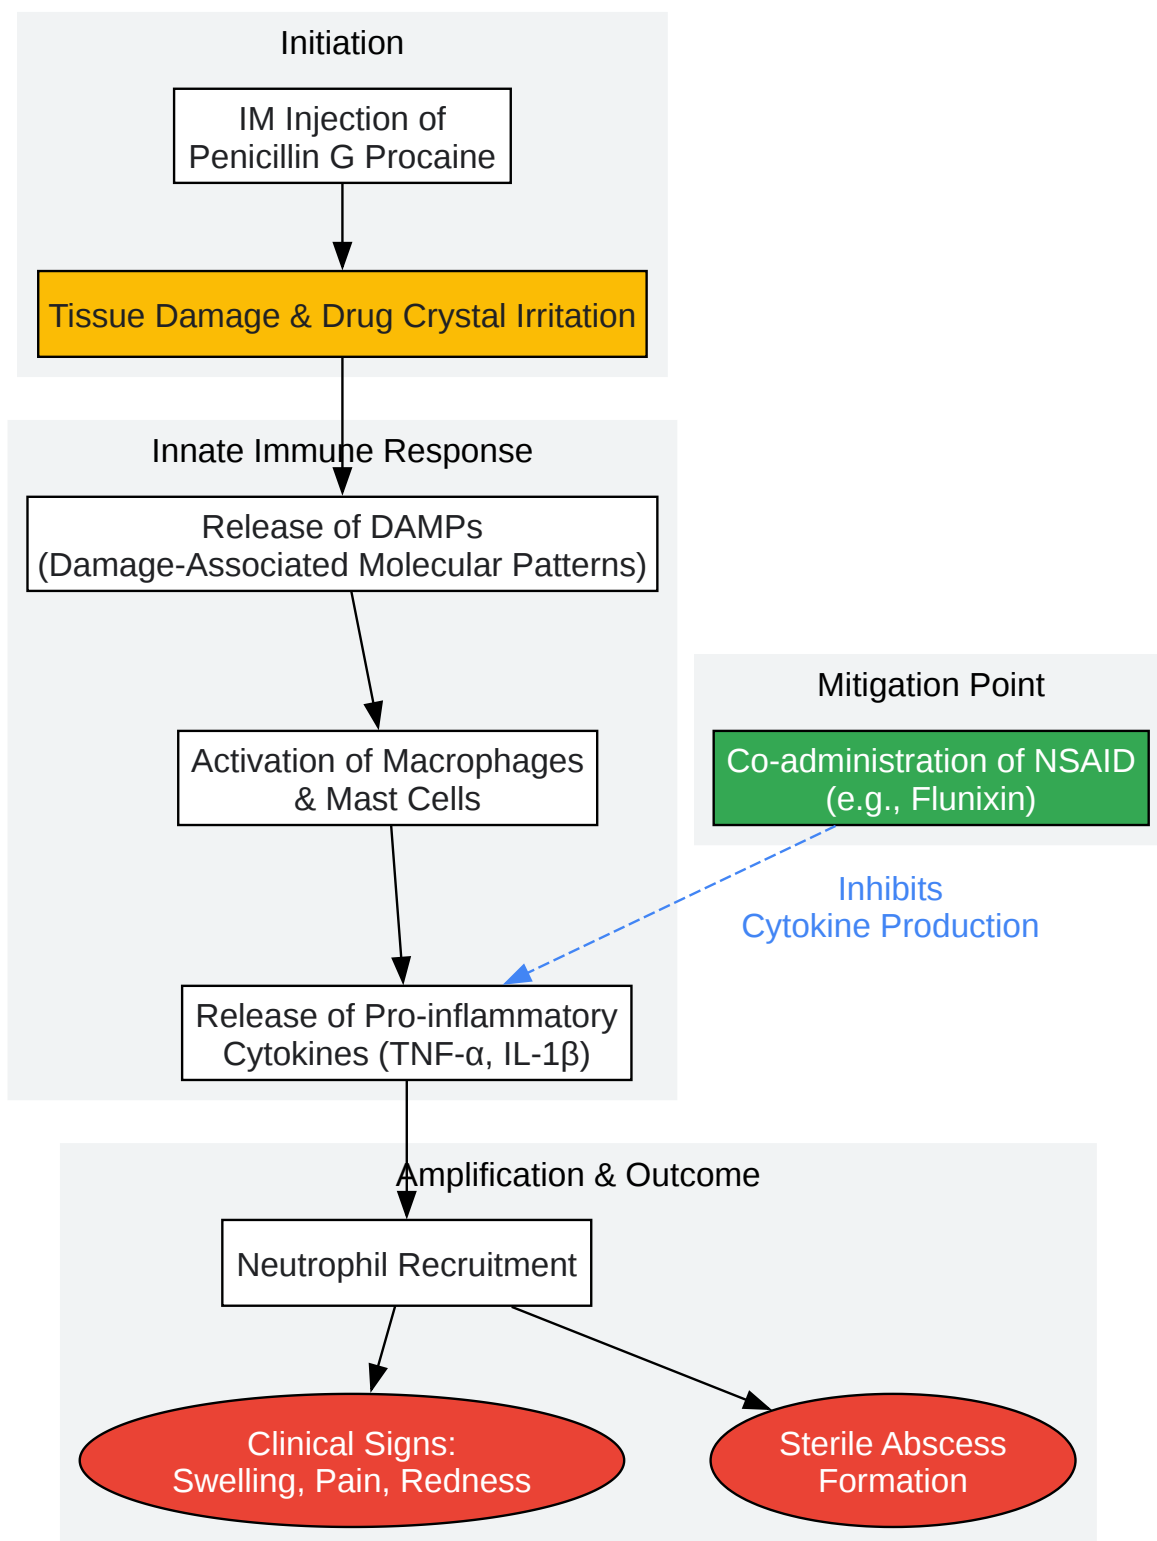 Initiation
IM Injection of
Penicillin G Procaine
Tissue Damage & Drug Crystal Irritation
Innate Immune Response
Release of DAMPs
(Damage-Associated Molecular Patterns)
Activation of Macrophages
& Mast Cells
Mitigation Point
Co-administration of NSAID
(e.g., Flunixin)
Inhibits
Cytokine Production
Release of Pro-inflammatory
Cytokines (TNF-α, IL-1β)
Amplification & Outcome
Neutrophil Recruitment
Clinical Signs:
Swelling, Pain, Redness
Sterile Abscess
Formation